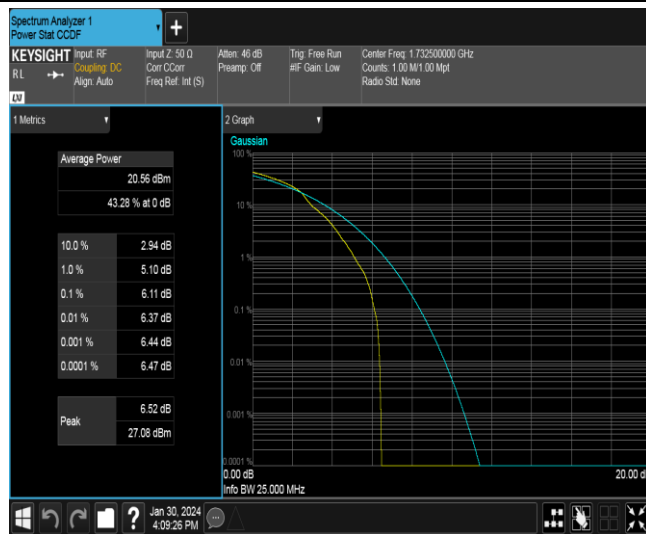 Spectrum Analyzer 1
Power Stat CCDF
KEYSIGHT
RL
LXI
Input: RF
Coupling: DC
Align: Auto
Input Z: 50 Ω
Corr CCorr
Freq Ref: Int (S)
Atten: 46 dB
Preamp: Off
Trig: Free Run
#IF Gain: Low
Center Freq: 1.732500000 GHz
Counts: 1.00 M/1.00 Mpt
Radio Std: None
1 Metrics
Average Power
20.56 dBm
43.28 % at 0 dB
10.0 % 2.94 dB
1.0 % 5.10 dB
0.1 % 6.11 dB
0.01 % 6.37 dB
0.001 % 6.44 dB
0.0001 % 6.47 dB
Peak
6.52 dB
27.08 dBm
2 Graph
Gaussian
100 %
10 %
1 %
0.1 %
0.01 %
0.001 %
0.0001 %
0.00 dB
20.00 d
Info BW 25.000 MHz
?
Jan 30, 2024
4:09:26 PM